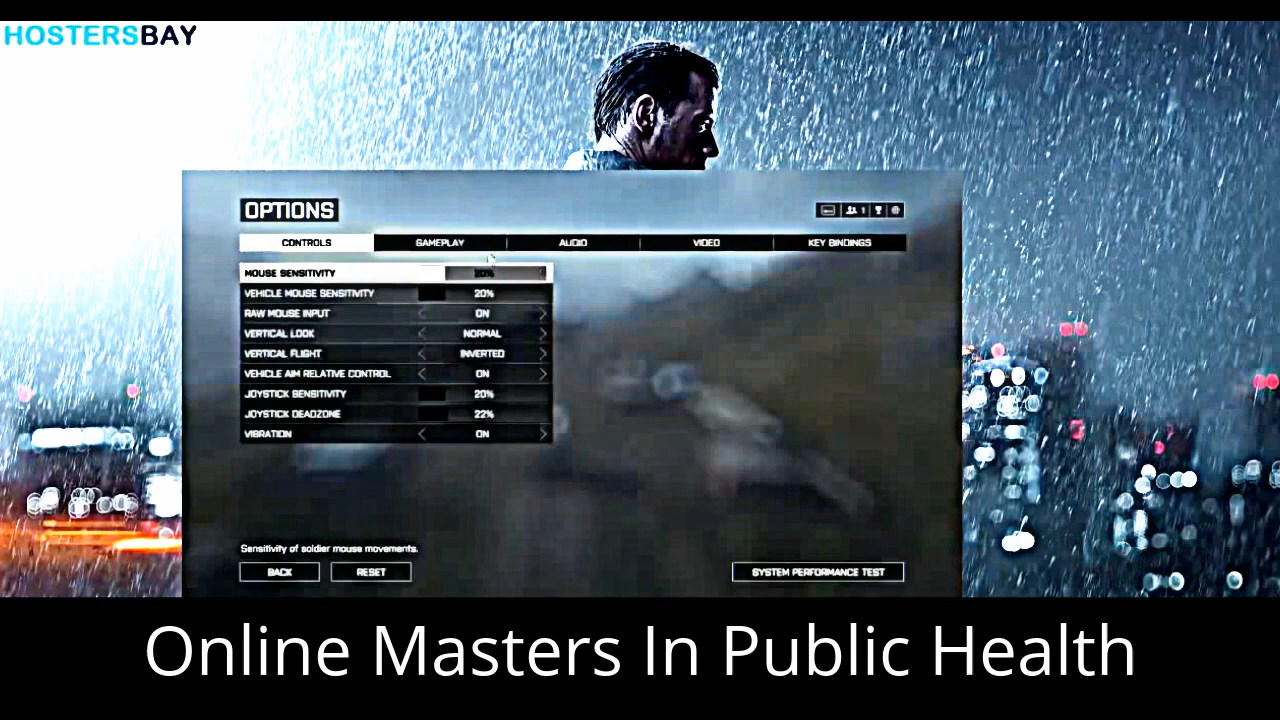 HOSTERSBAY
OPTIONS
1
CONTROLS GAMEPLAY AUDIO VIDEO KEY BINDINGS
MOUSE SENSITIVITY 20%
VEHICLE MOUSE SENSITIVITY 20%
RAW MOUSE INPUT ON
VERTICAL LOOK NORMAL
VERTICAL FLIGHT INVERTED
VEHICLE AIM RELATIVE CONTROL ON
JOYSTICK SENSITIVITY 20%
JOYSTICK DEADZONE 22%
VIBRATION ON
Sensitivity of soldier mouse movements.
BACK RESET SYSTEM PERFORMANCE TEST
Online Masters In Public Health